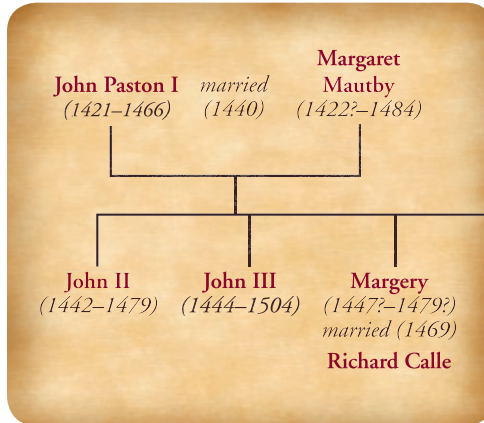 John Paston I
(1421–1466)
married
(1440)
Margaret
Mautby
(1422?–1484)
John II
(1442–1479)
John III
(1444–1504)
Margery
(1447?–1479?)
married (1469)
Richard Calle